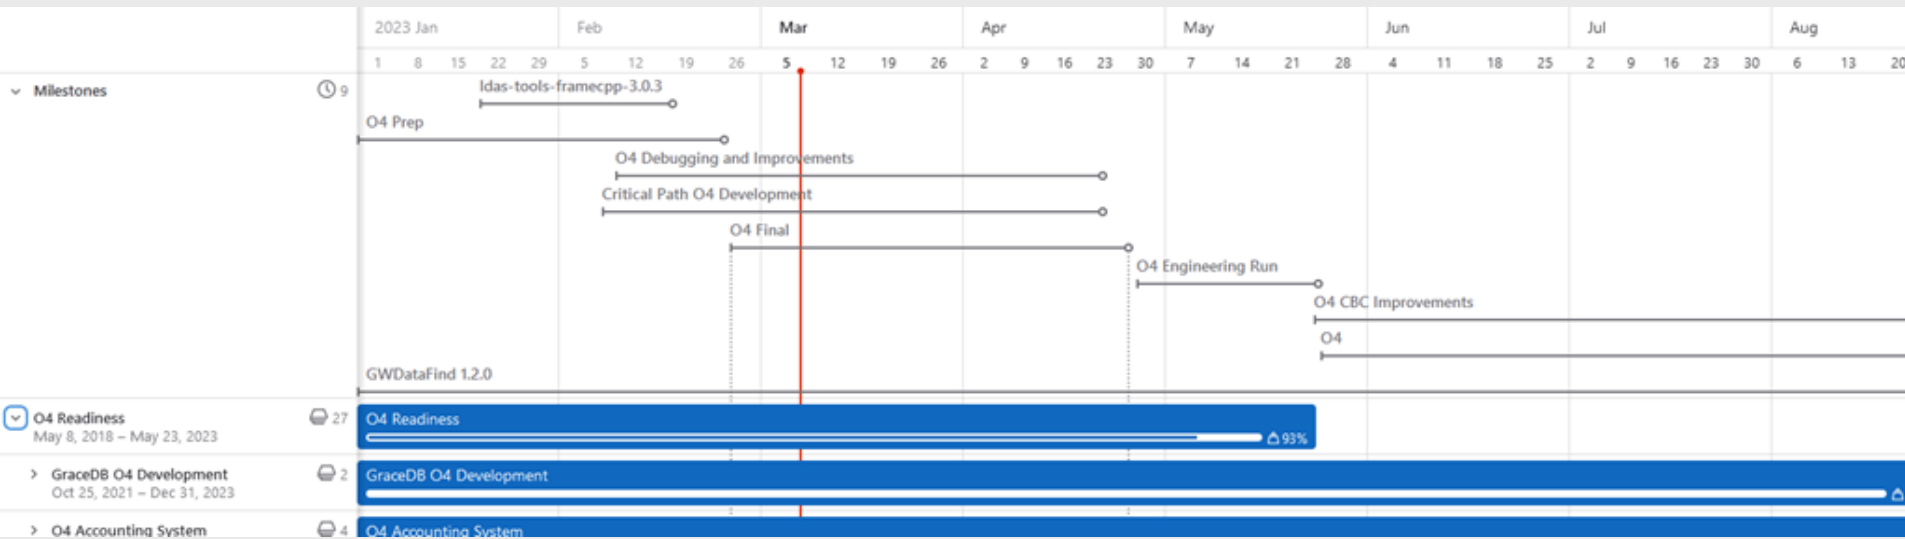 2023 Jan Feb Mar Apr May Jun Jul Aug
1 8 15 22 29 5 12 19 26 5 12 19 26 2 9 16 23 30 7 14 21 28 4 11 18 25 2 9 16 23 30 6 13 20
Milestones 9
ldas-tools-framecpp-3.0.3
O4 Prep
O4 Debugging and Improvements
Critical Path O4 Development
O4 Final
O4 Engineering Run
O4 CBC Improvements
O4
GWDataFind 1.2.0
O4 Readiness 27
May 8, 2018 – May 23, 2023
O4 Readiness
93%
GraceDB O4 Development 2
Oct 25, 2021 – Dec 31, 2023
GraceDB O4 Development
O4 Accounting System 4
O4 Accounting System